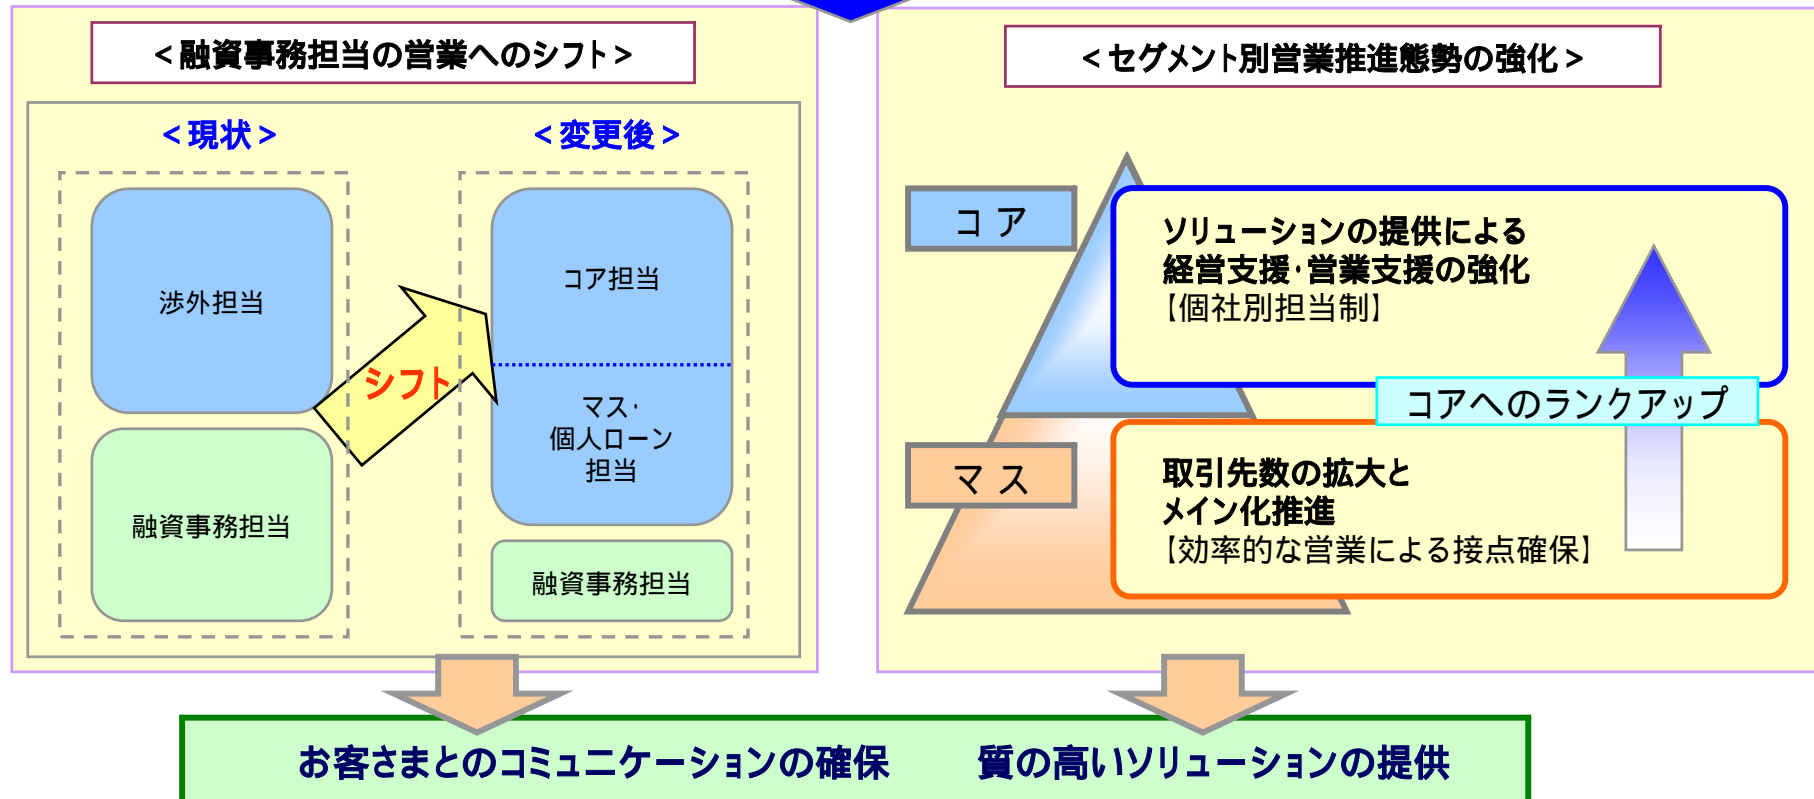 ＜融資事務担当の営業へのシフト＞
＜現状＞
＜変更後＞
渉外担当
融資事務担当
シフト
コア担当
マス・
個人ローン
担当
融資事務担当
＜セグメント別営業推進態勢の強化＞
コア
ソリューションの提供による
経営支援・営業支援の強化
【個社別担当制】
コアへのランクアップ
マス
取引先数の拡大と
メイン化推進
【効率的な営業による接点確保】
お客さまとのコミュニケーションの確保　　質の高いソリューションの提供